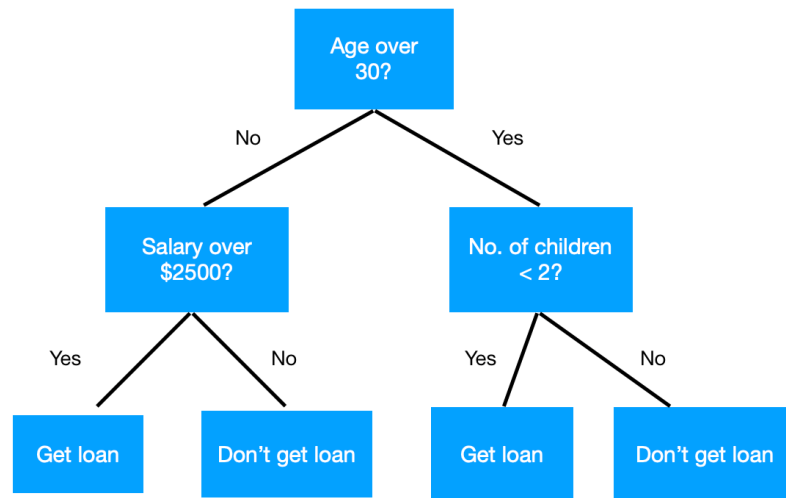 Age over
30?
No
Yes
Salary over
$2500?
No. of children
< 2?
Yes
No
Yes
No
Get loan
Don’t get loan
Get loan
Don’t get loan